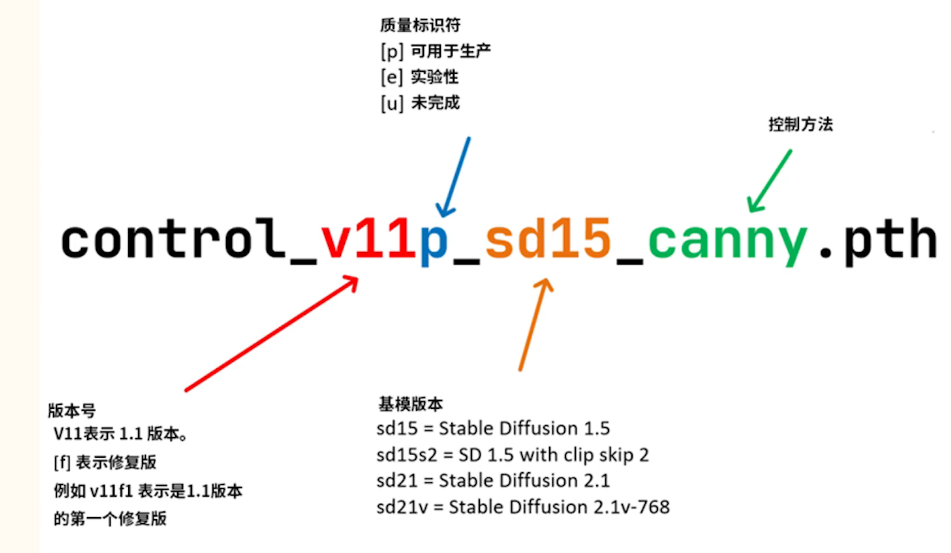 质量标识符
[p] 可用于生产
[e] 实验性
[u] 未完成
控制方法
control_v11p_sd15_canny.pth
版本号
V11表示 1.1 版本。
[f] 表示修复版
例如 v11f1 表示是1.1版本
的第一个修复版
基模版本
sd15 = Stable Diffusion 1.5
sd15s2 = SD 1.5 with clip skip 2
sd21 = Stable Diffusion 2.1
sd21v = Stable Diffusion 2.1v-768